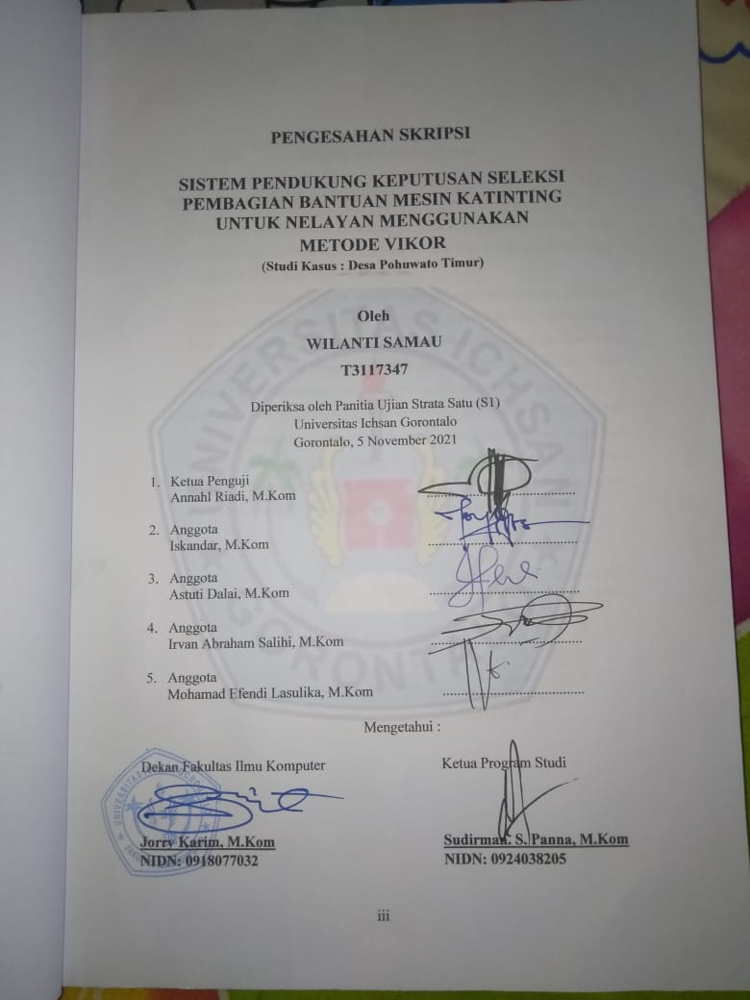 PENGESAHAN SKRIPSI
SISTEM PENDUKUNG KEPUTUSAN SELEKSI
PEMBAGIAN BANTUAN MESIN KATINTING
UNTUK NELAYAN MENGGUNAKAN
METODE VIKOR
(Studi Kasus : Desa Pohuwato Timur)
Oleh
WILANTI SAMAU
T3117347
Diperiksa oleh Panitia Ujian Strata Satu (S1)
Universitas Ichsan Gorontalo
Gorontalo, 5 November 2021
1. Ketua Penguji
Annahl Riadi, M.Kom
2. Anggota
Iskandar, M.Kom
3. Anggota
Astuti Dalai, M.Kom
4. Anggota
Irvan Abraham Salihi, M.Kom
5. Anggota
Mohamad Efendi Lasulika, M.Kom
Mengetahui :
Dekan Fakultas Ilmu Komputer
Jorry Karim, M.Kom
NIDN: 0918077032
Ketua Program Studi
Sudirman. S. Panna, M.Kom
NIDN: 0924038205
iii
UNIVERSITAS ICHSAN
GORONTALO